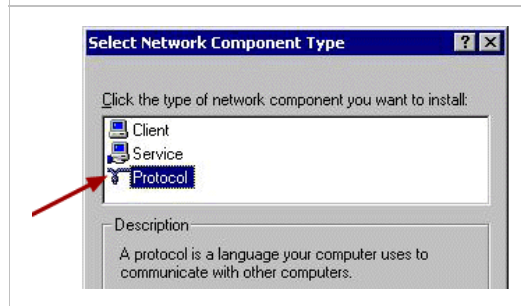 Select Network Component Type
Click the type of network component you want to install:
Client
Service
Protocol
Description
A protocol is a language your computer uses to
communicate with other computers.